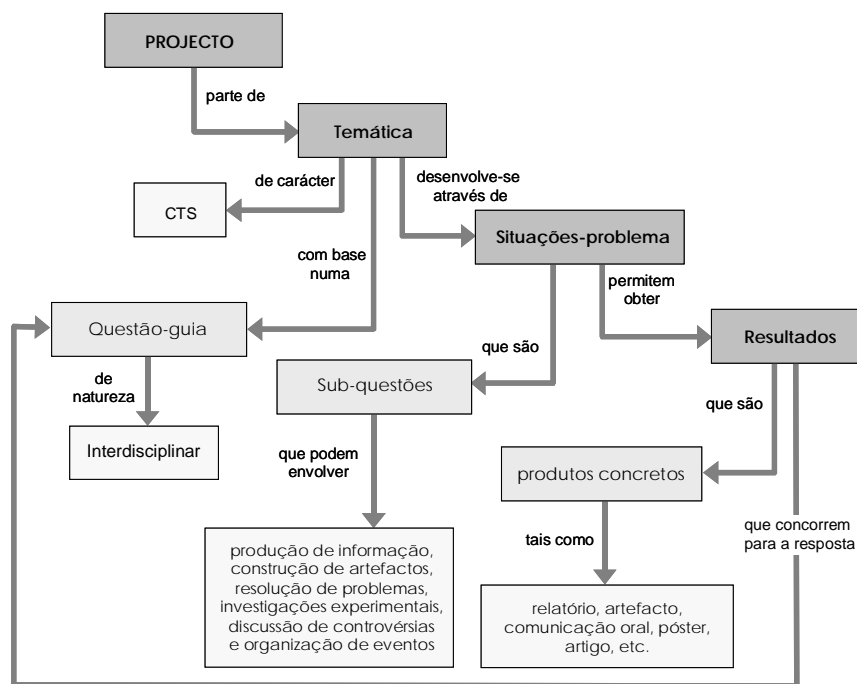 PROJECTO
parte de
Temática
de carácter
desenvolve-se
através de
CTS
Situações-problema
com base
numa
permitem
obter
Questão-guia
Resultados
que são
de
natureza
Sub-questões
que são
Interdisciplinar
que podem
envolver
produtos concretos
tais como
que concorrem
para a resposta
produção de informação,
construção de artefactos,
resolução de problemas,
investigações experimentais,
discussão de controvérsias
e organização de eventos
relatório, artefacto,
comunicação oral, póster,
artigo, etc.